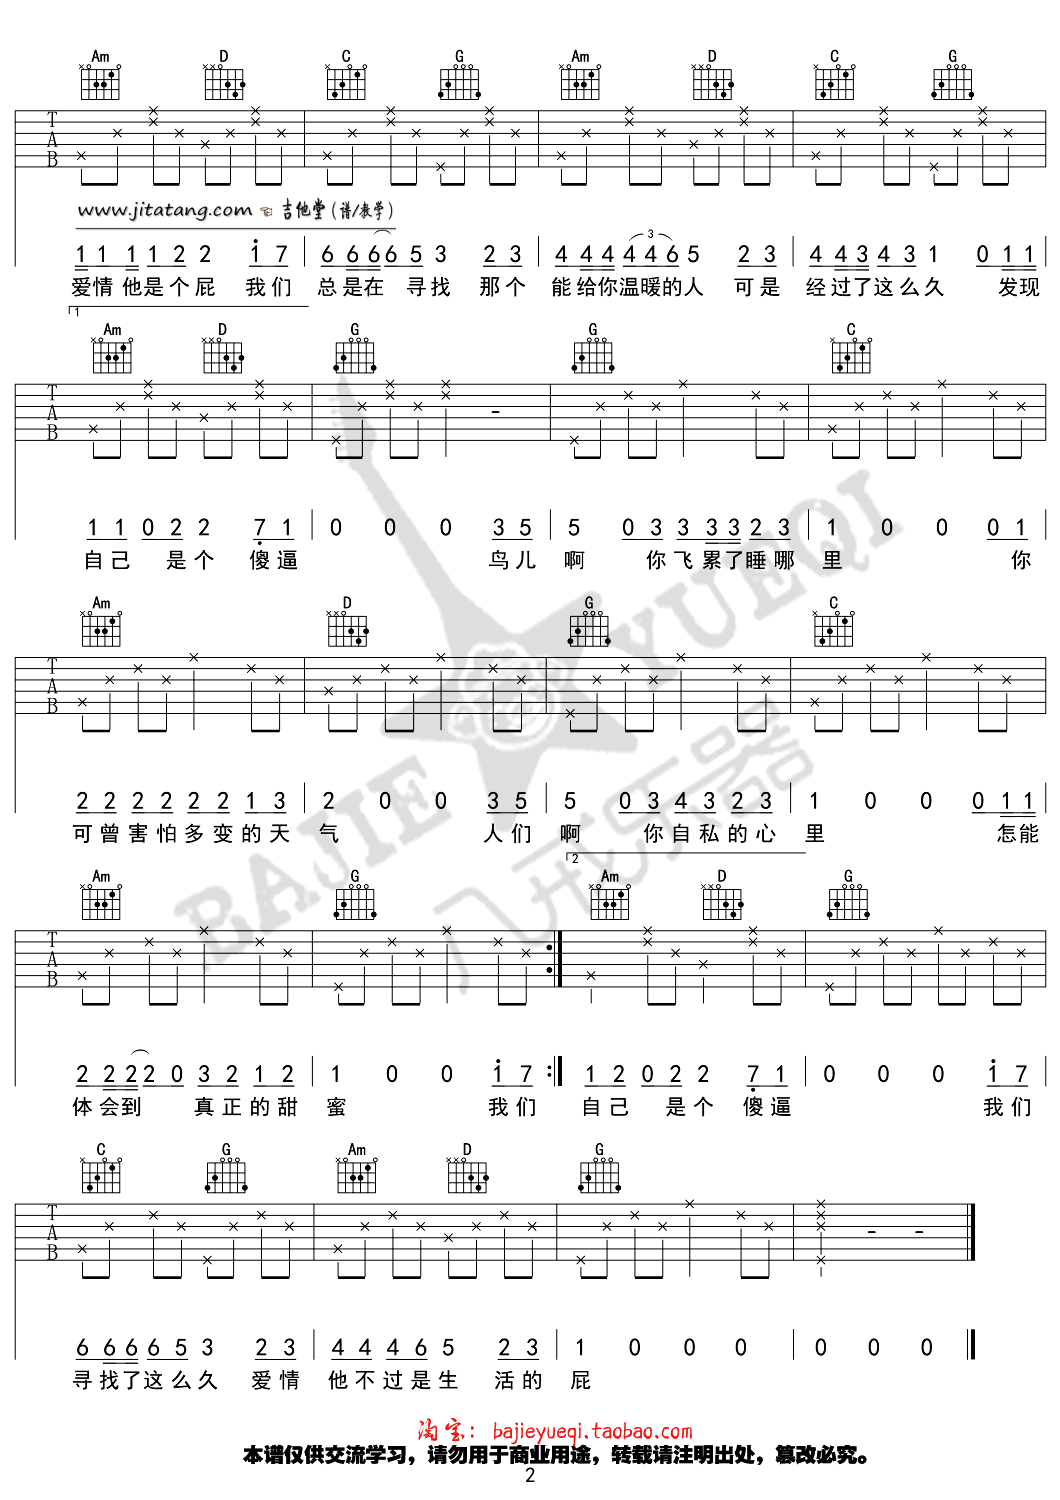 Am D C G Am D C G
T A B
www.jitatang.com ☜ 吉他堂(谱/教学)
1 1 1 1 1 2 2 1 7 6 6 6 6 6 5 3 2 3 4 4 4 4 4 6 5 2 3 4 4 3 4 3 1 0 1 1
3
爱情他是个屁 我们 总是在 寻找 那个 能给你温暖的人 可是 经过了这么久 发现
1
Am D G G C
T A B
1 1 0 2 2 7 1 0 0 0 3 5 5 0 3 3 3 3 2 3 1 0 0 0 1
自己 是个 傻逼 鸟儿 啊 你飞累了睡哪 里 你
Am D G C
T A B
2 2 2 2 2 2 1 3 2 0 0 3 5 5 0 3 4 3 2 3 1 0 0 0 1 1
可曾害怕多变的天 气 人们 啊 你自私的心 里 怎能
2
Am G Am D G
T A B
2 2 2 2 0 3 2 1 2 1 0 0 1 7 1 2 0 2 2 7 1 0 0 0 1 7
体会到 真正的甜 蜜 我们 自己 是个 傻逼 我们
C G Am D G
T A B
6 6 6 6 5 3 2 3 4 4 4 6 5 2 3 1 0 0 0 0 0 0
寻找了这么久 爱情 他不过是生 活的 屁
BAJIE YUEQI
八戒乐器
淘宝: bajieyueqi.taobao.com
本谱仅供交流学习，请勿用于商业用途，转载请注明出处，篡改必究。
2